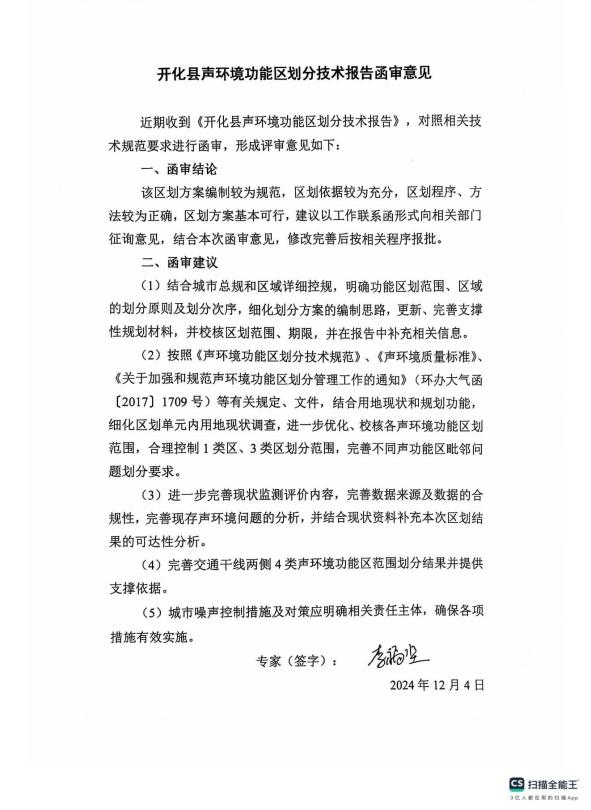 开化县声环境功能区划分技术报告函审意见
近期收到《开化县声环境功能区划分技术报告》，对照相关技
术规范要求进行函审，形成评审意见如下：
一、函审结论
该区划方案编制较为规范，区划依据较为充分，区划程序、方
法较为正确，区划方案基本可行，建议以工作联系函形式向相关部门
征询意见，结合本次函审意见，修改完善后按相关程序报批。
二、函审建议
（1）结合城市总规和区域详细控规，明确功能区划范围、区域
的划分原则及划分次序，细化划分方案的编制思路，更新、完善支撑
性规划材料，并校核区划范围、期限，并在报告中补充相关信息。
（2）按照《声环境功能区划分技术规范》、《声环境质量标准》、
《关于加强和规范声环境功能区划分管理工作的通知》（环办大气函
〔2017〕1709 号）等有关规定、文件，结合用地现状和规划功能，
细化区划单元内用地现状调查，进一步优化、校核各声环境功能区划
范围，合理控制 1 类区、3 类区划分范围，完善不同声功能区毗邻问
题划分要求。
（3）进一步完善现状监测评价内容，完善数据来源及数据的合
规性，完善现存声环境问题的分析，并结合现状资料补充本次区划结
果的可达性分析。
（4）完善交通干线两侧 4 类声环境功能区范围划分结果并提供
支撑依据。
（5）城市噪声控制措施及对策应明确相关责任主体，确保各项
措施有效实施。
专家（签字）：
2024 年 12 月 4 日
CS 扫描全能王
3亿人都在用的扫描App